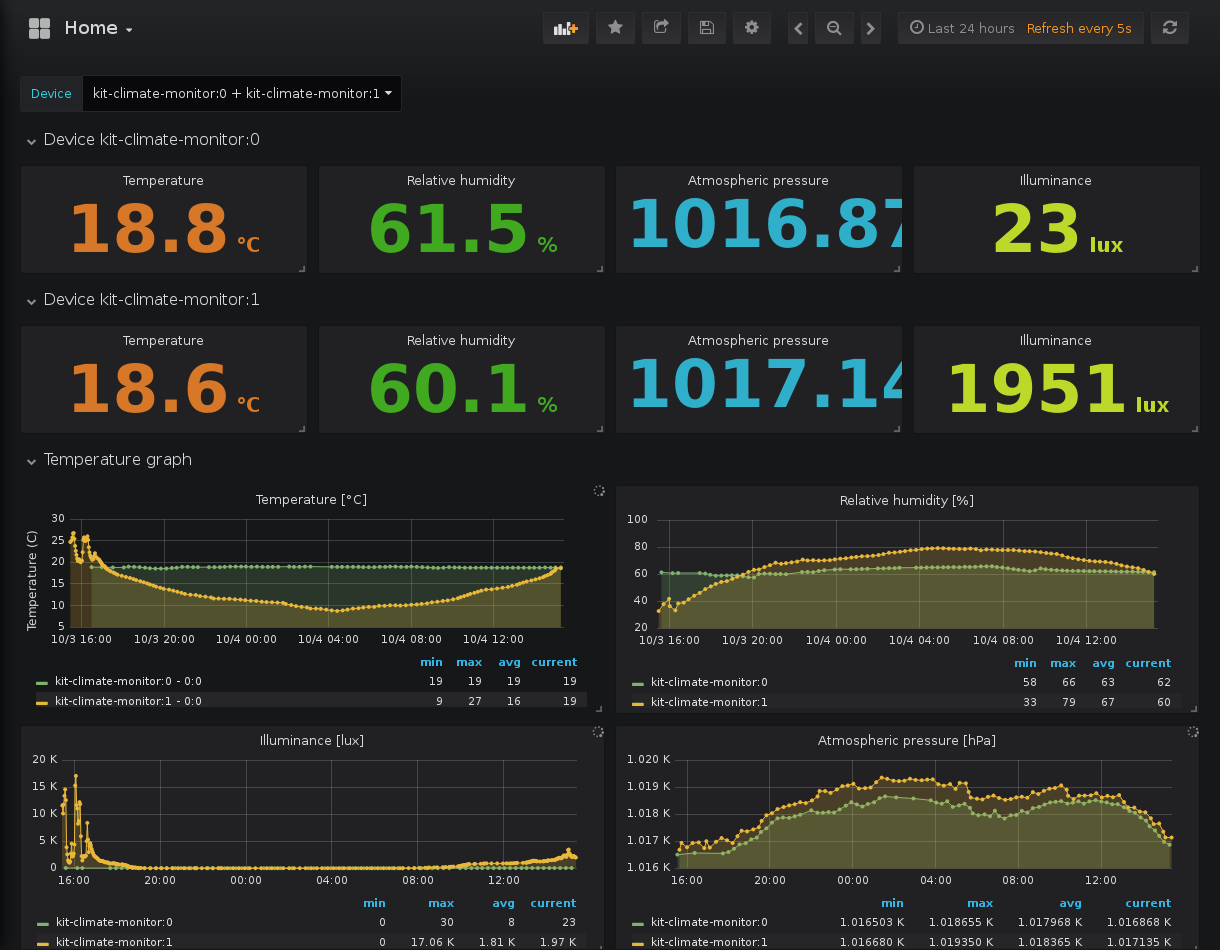 Home
Last 24 hours Refresh every 5s
Device kit-climate-monitor:0 + kit-climate-monitor:1
Device kit-climate-monitor:0
Temperature Relative humidity Atmospheric pressure Illuminance
18.8 °C 61.5 % 1016.87 23 lux
Device kit-climate-monitor:1
Temperature Relative humidity Atmospheric pressure Illuminance
18.6 °C 60.1 % 1017.14 1951 lux
Temperature graph
Temperature [°C]
Temperature (C)
30
25
20
15
10
5
10/3 16:00 10/3 20:00 10/4 00:00 10/4 04:00 10/4 08:00 10/4 12:00
min max avg current
kit-climate-monitor:0 - 0:0 19 19 19 19
kit-climate-monitor:1 - 0:0 9 27 16 19
Relative humidity [%]
100
80
60
40
20
10/3 16:00 10/3 20:00 10/4 00:00 10/4 04:00 10/4 08:00 10/4 12:00
min max avg current
kit-climate-monitor:0 58 66 63 62
kit-climate-monitor:1 33 79 67 60
Illuminance [lux]
20 K
15 K
10 K
5 K
0
16:00 20:00 00:00 04:00 08:00 12:00
min max avg current
kit-climate-monitor:0 0 30 8 23
kit-climate-monitor:1 0 17.06 K 1.81 K 1.97 K
Atmospheric pressure [hPa]
1.020 K
1.019 K
1.018 K
1.017 K
1.016 K
16:00 20:00 00:00 04:00 08:00 12:00
min max avg current
kit-climate-monitor:0 1.016503 K 1.018655 K 1.017968 K 1.016868 K
kit-climate-monitor:1 1.016680 K 1.019350 K 1.018365 K 1.017135 K